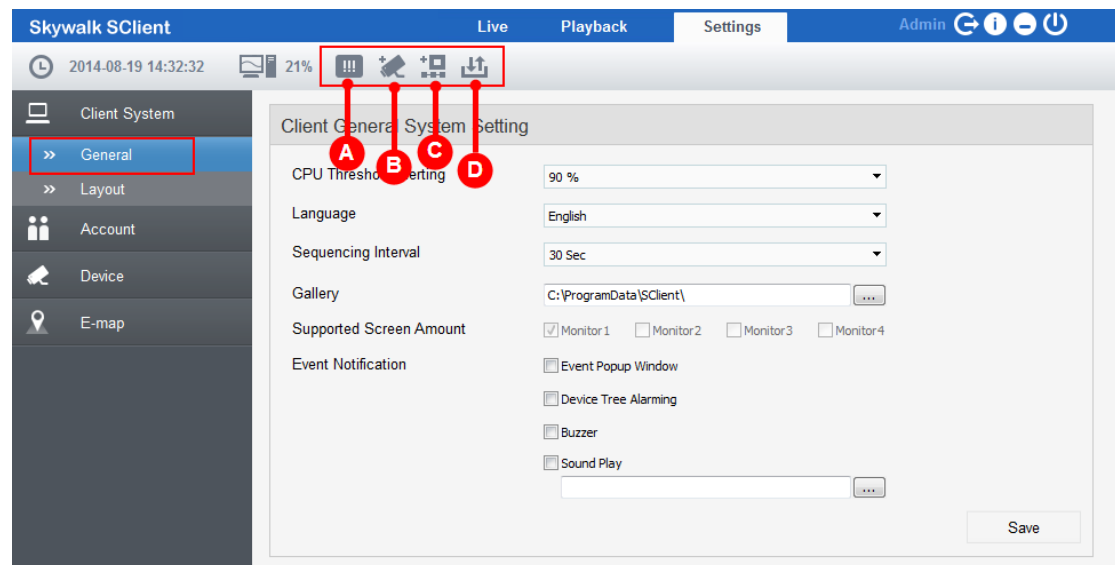 Skywalk SClient Live Playback Settings Admin
2014-08-19 14:32:32 21%
Client System
General
Layout
Account
Device
E-map
Client General System Setting
A B C D
CPU Thresho erting 90 %
Language English
Sequencing Interval 30 Sec
Gallery C:\ProgramData\SClient\ ...
Supported Screen Amount Monitor1 Monitor2 Monitor3 Monitor4
Event Notification Event Popup Window
Device Tree Alarming
Buzzer
Sound Play
...
Save